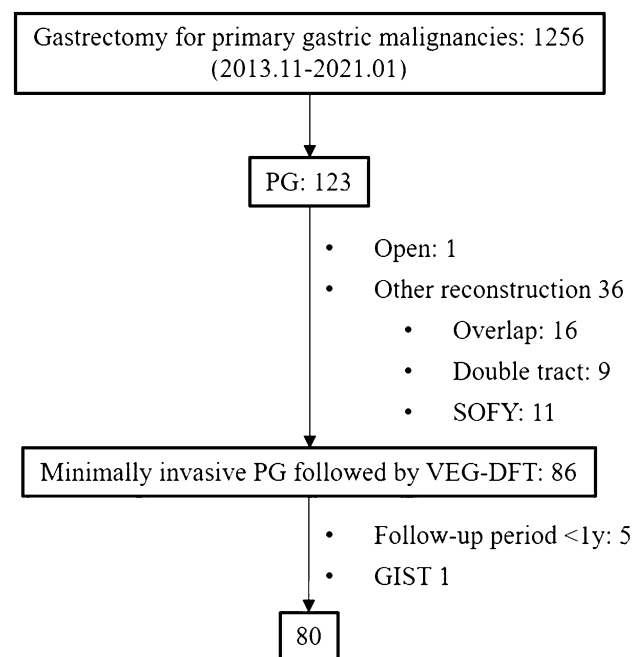 Gastrectomy for primary gastric malignancies: 1256
(2013.11-2021.01)
PG: 123
• Open: 1
• Other reconstruction 36
• Overlap: 16
• Double tract: 9
• SOFY: 11
Minimally invasive PG followed by VEG-DFT: 86
• Follow-up period <1y: 5
• GIST 1
80